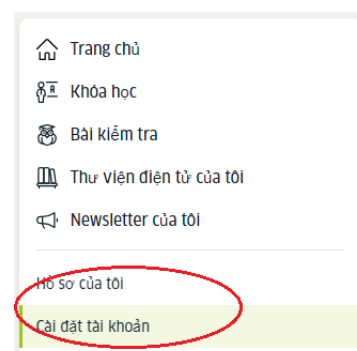 Trang chủ
Khóa học
Bài kiểm tra
Thư viện điện tử của tôi
Newsletter của tôi
Hồ sơ của tôi
Cài đặt tài khoản